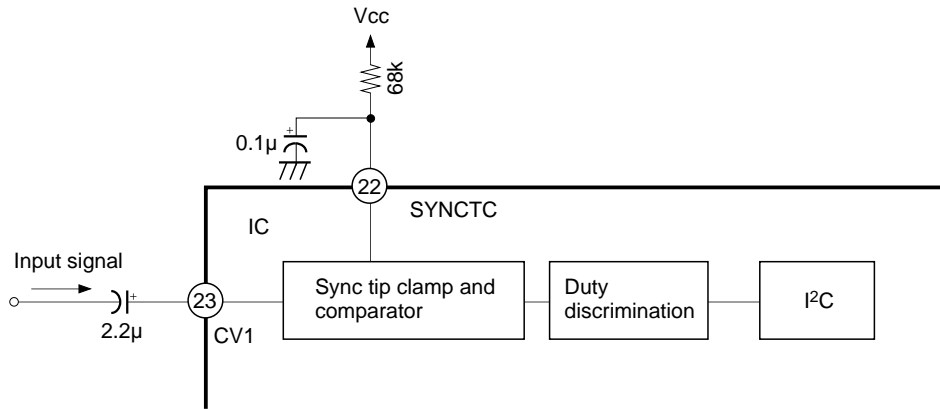 Vcc
68k
+
0.1µ
22
SYNCTC
IC
Input signal
+
2.2µ
23
CV1
Sync tip clamp and
comparator
Duty
discrimination
I²C